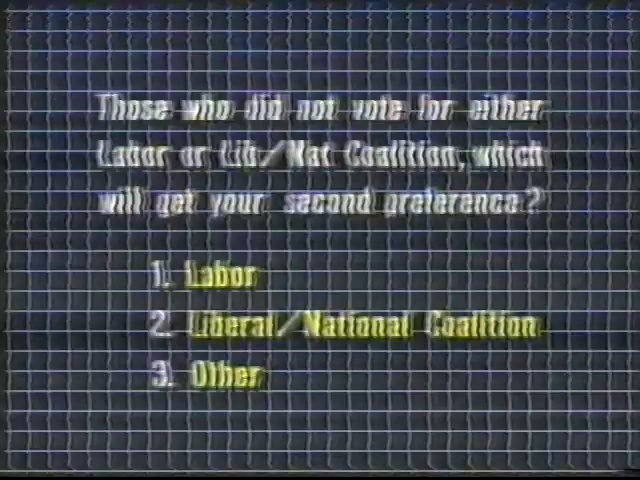 Those who did not vote for either
Labor or Lib/Nat Coalition, which
will get your second preference?
1. Labor
2. Liberal/National Coalition
3. Other